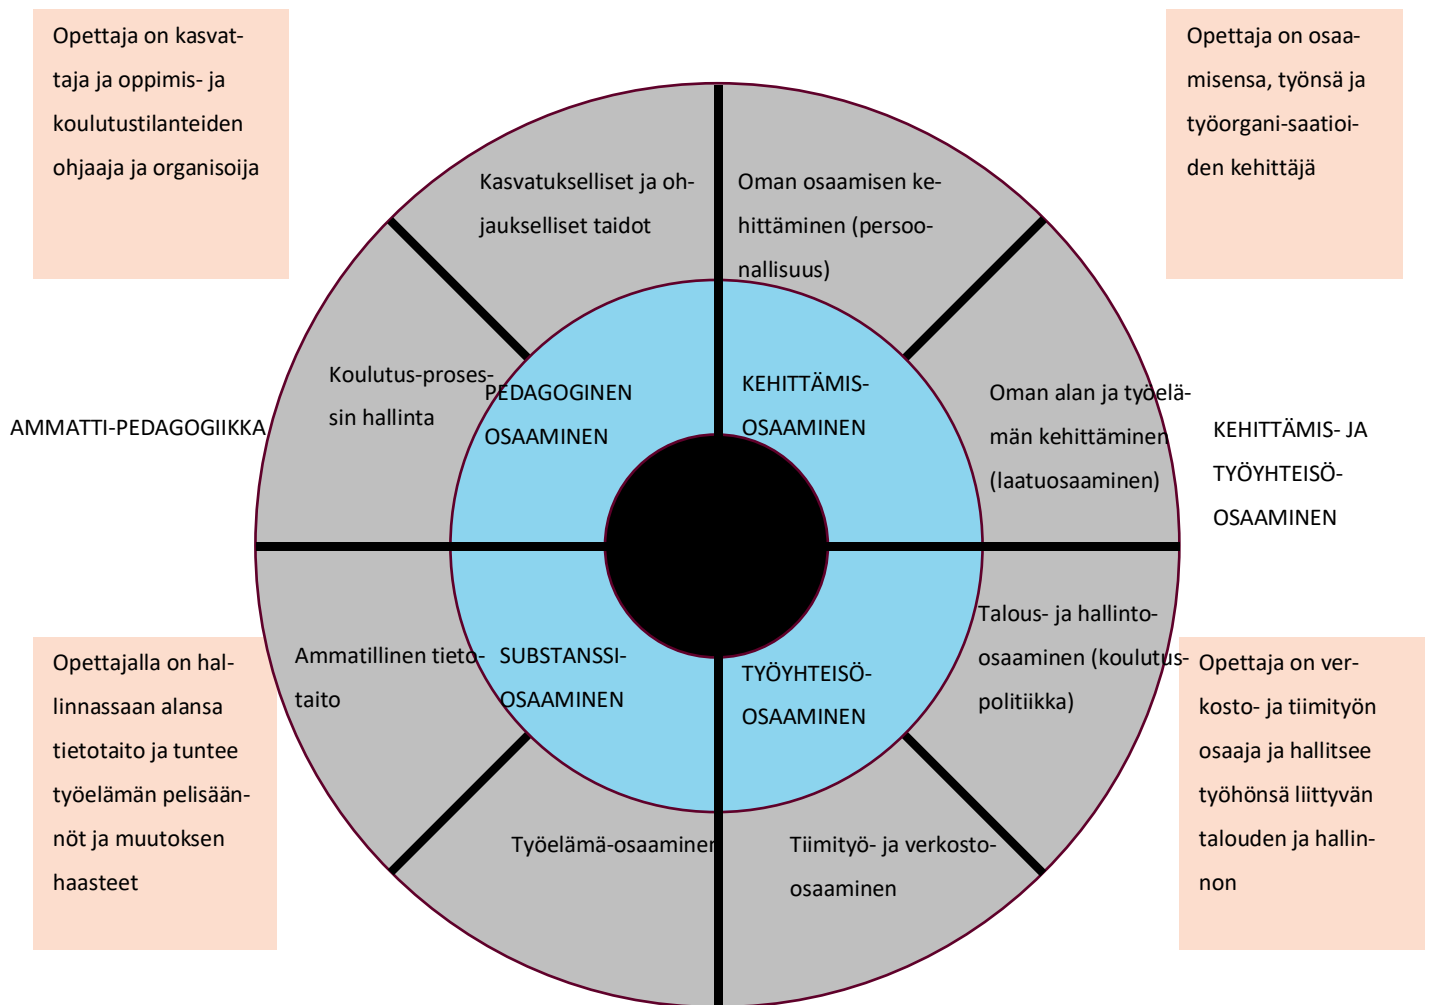 Opettaja on kasvat-
taja ja oppimis- ja
koulutustilanteiden
ohjaaja ja organisoija
Opettaja on osaa-
misensa, työnsä ja
työorgani-saatioi-
den kehittäjä
Kasvatukselliset ja oh-
jaukselliset taidot
Oman osaamisen ke-
hittäminen (persoo-
nallisuus)
Koulutus-proses-
sin hallinta
PEDAGOGINEN
OSAAMINEN
KEHITTÄMIS-
OSAAMINEN
Oman alan ja työelä-
män kehittäminen
(laatuosaaminen)
AMMATTI-PEDAGOGIIKKA
KEHITTÄMIS- JA
TYÖYHTEISÖ-
OSAAMINEN
Opettajalla on hal-
linnassaan alansa
tietotaito ja tuntee
työelämän pelisään-
nöt ja muutoksen
haasteet
Ammatillinen tieto-
taito
SUBSTANSSI-
OSAAMINEN
TYÖYHTEISÖ-
OSAAMINEN
Talous- ja hallinto-
osaaminen (koulutus-
politiikka)
Opettaja on ver-
kosto- ja tiimityön
osaaja ja hallitsee
työhönsä liittyvän
talouden ja hallin-
non
Työelämä-osaaminen
Tiimityö- ja verkosto-
osaaminen